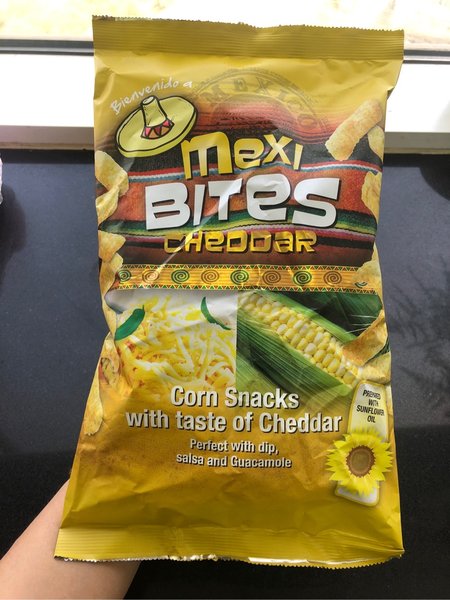 Bienvenido a
MEXICO
Mexi
BITES
CHEDDAR
Corn Snacks
with taste of Cheddar
Perfect with dip,
salsa and Guacamole
PREPARED
WITH
SUNFLOWER
OIL